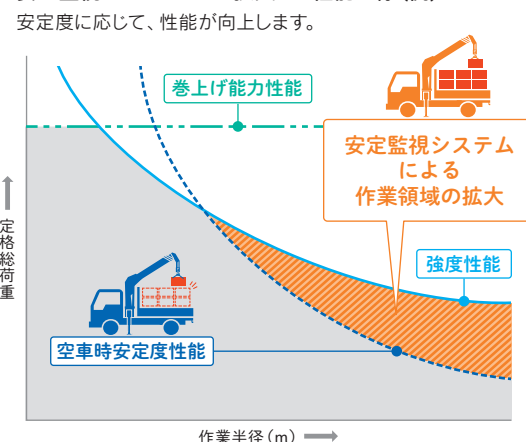 安定度に応じて、性能が向上します。
巻上げ能力性能
安定監視システム
による
作業領域の拡大
定格総荷重
強度性能
空車時安定度性能
作業半径（m）